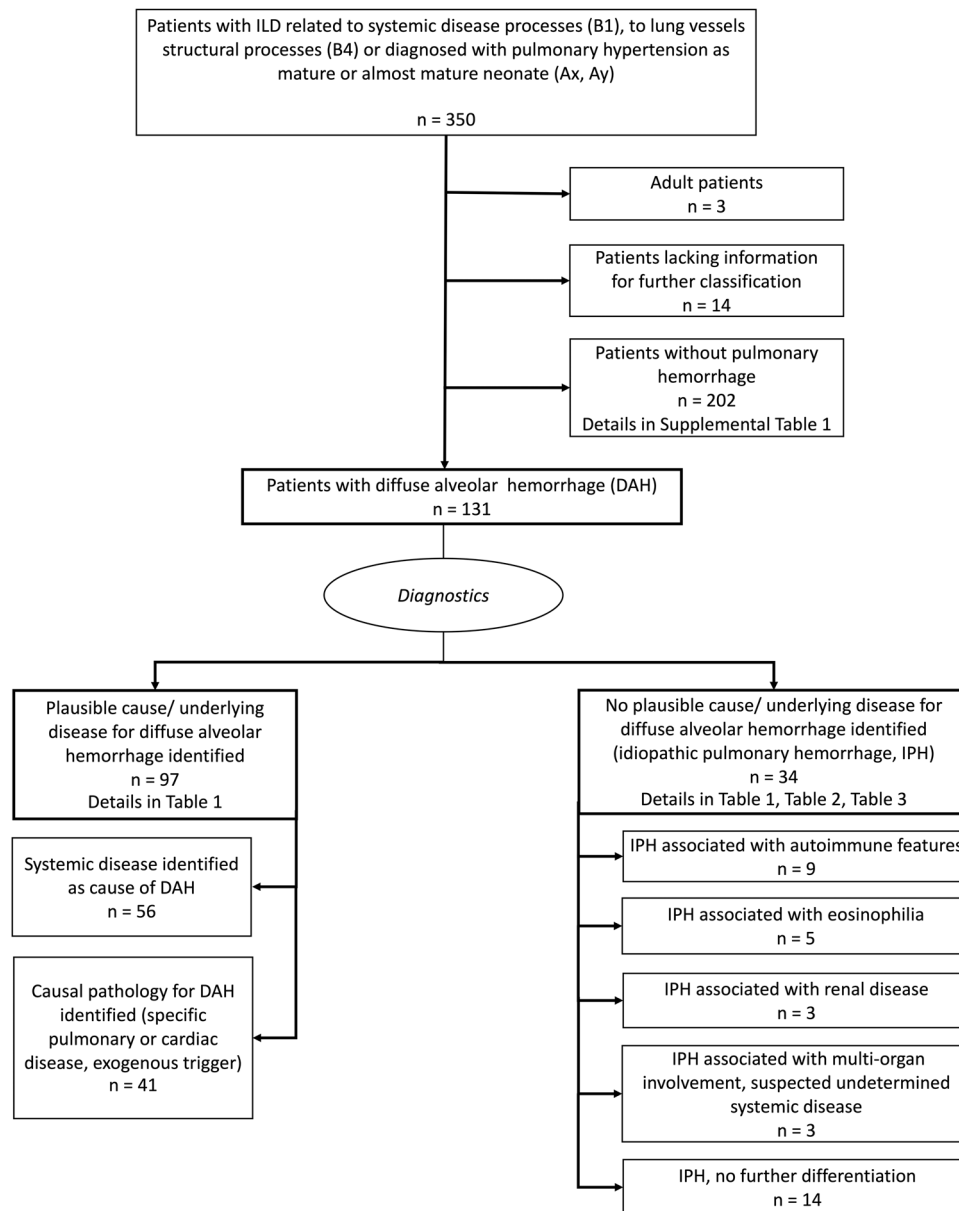 Patients with ILD related to systemic disease processes (B1), to lung vessels
structural processes (B4) or diagnosed with pulmonary hypertension as
mature or almost mature neonate (Ax, Ay)
n = 350
Adult patients
n = 3
Patients lacking information
for further classification
n = 14
Patients without pulmonary
hemorrhage
n = 202
Details in Supplemental Table 1
Patients with diffuse alveolar hemorrhage (DAH)
n = 131
Diagnostics
Plausible cause/ underlying
disease for diffuse alveolar
hemorrhage identified
n = 97
Details in Table 1
Systemic disease identified
as cause of DAH
n = 56
Causal pathology for DAH
identified (specific
pulmonary or cardiac
disease, exogenous trigger)
n = 41
No plausible cause/ underlying disease for
diffuse alveolar hemorrhage identified
(idiopathic pulmonary hemorrhage, IPH)
n = 34
Details in Table 1, Table 2, Table 3
IPH associated with autoimmune features
n = 9
IPH associated with eosinophilia
n = 5
IPH associated with renal disease
n = 3
IPH associated with multi-organ
involvement, suspected undetermined
systemic disease
n = 3
IPH, no further differentiation
n = 14